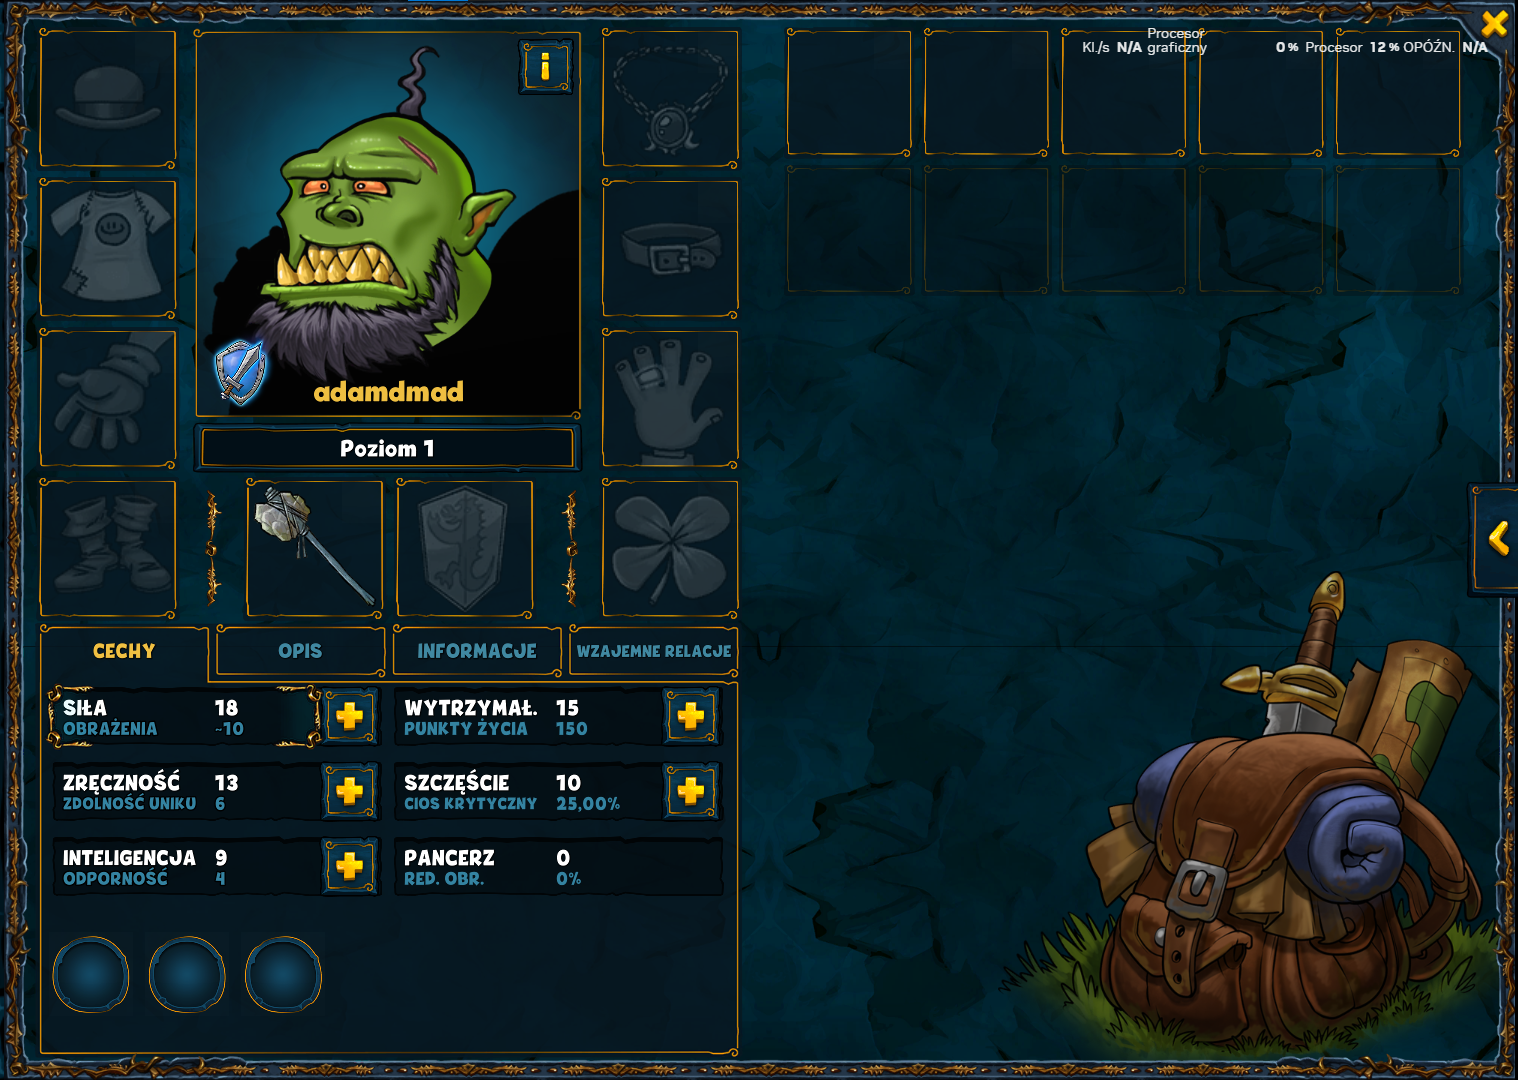 Kl./s N/A Procesor graficzny 0 % Procesor 12 % OPÓŹN. N/A
adamdmad
Poziom 1
CECHY OPIS INFORMACJE WZAJEMNE RELACJE
SIŁA 18
OBRAŻENIA ~10
WYTRZYMAŁ. 15
PUNKTY ŻYCIA 150
ZRĘCZNOŚĆ 13
ZDOLNOŚĆ UNIKU 6
SZCZĘŚCIE 10
CIOS KRYTYCZNY 25,00%
INTELIGENCJA 9
ODPORNOŚĆ 4
PANCERZ 0
RED. OBR. 0%